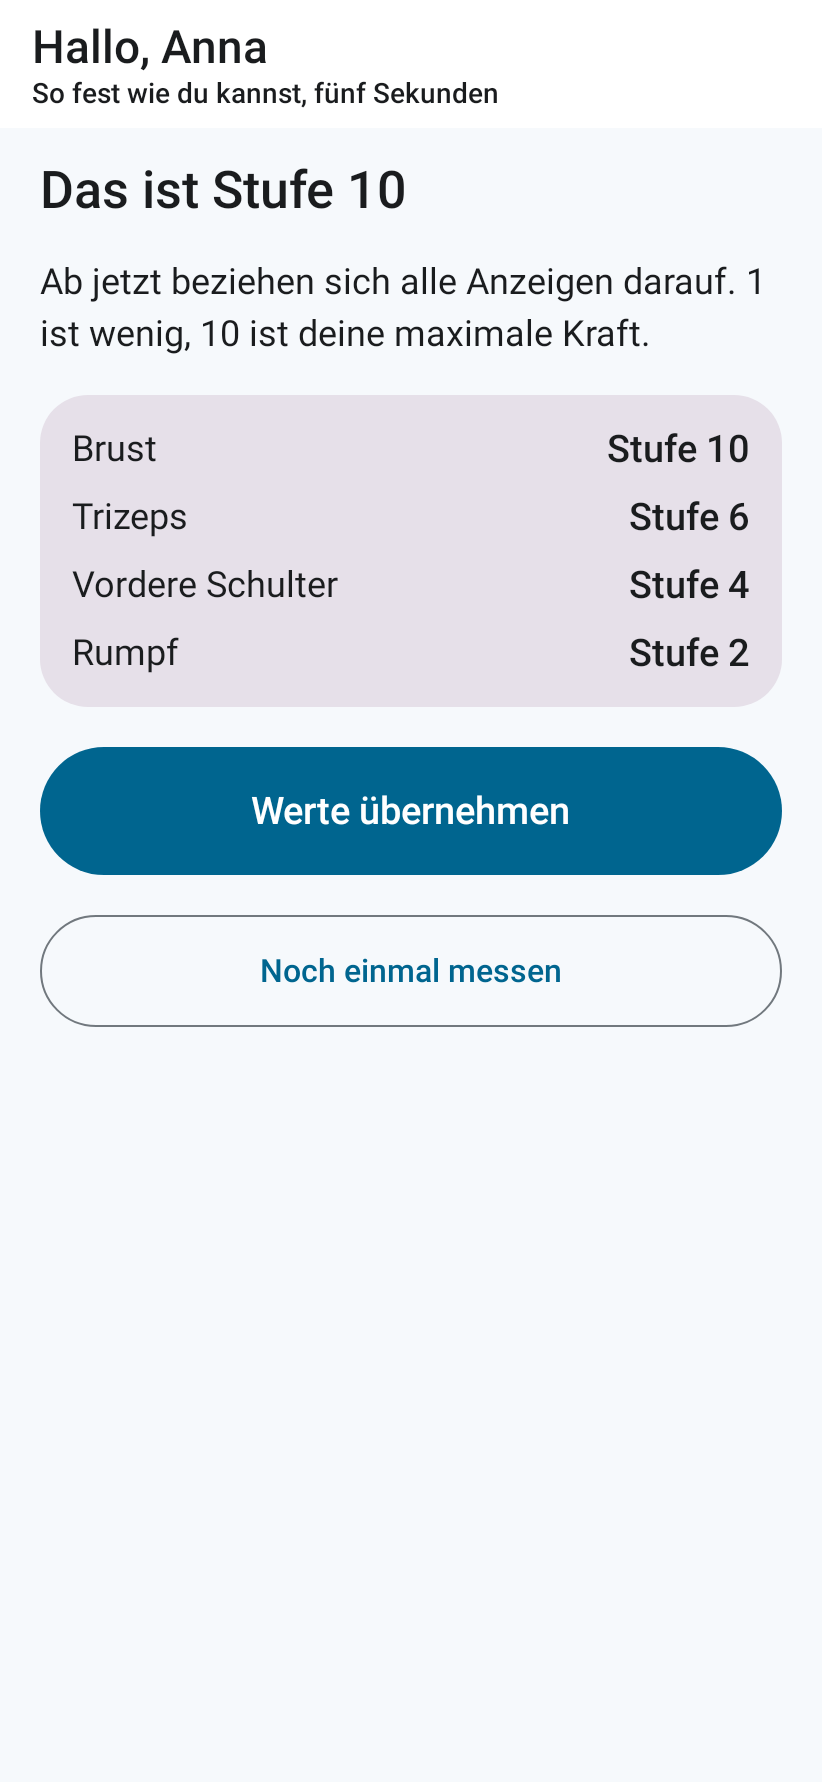 Hallo, Anna
So fest wie du kannst, fünf Sekunden
Das ist Stufe 10
Ab jetzt beziehen sich alle Anzeigen darauf. 1
ist wenig, 10 ist deine maximale Kraft.
Brust Stufe 10
Trizeps Stufe 6
Vordere Schulter Stufe 4
Rumpf Stufe 2
Werte übernehmen
Noch einmal messen